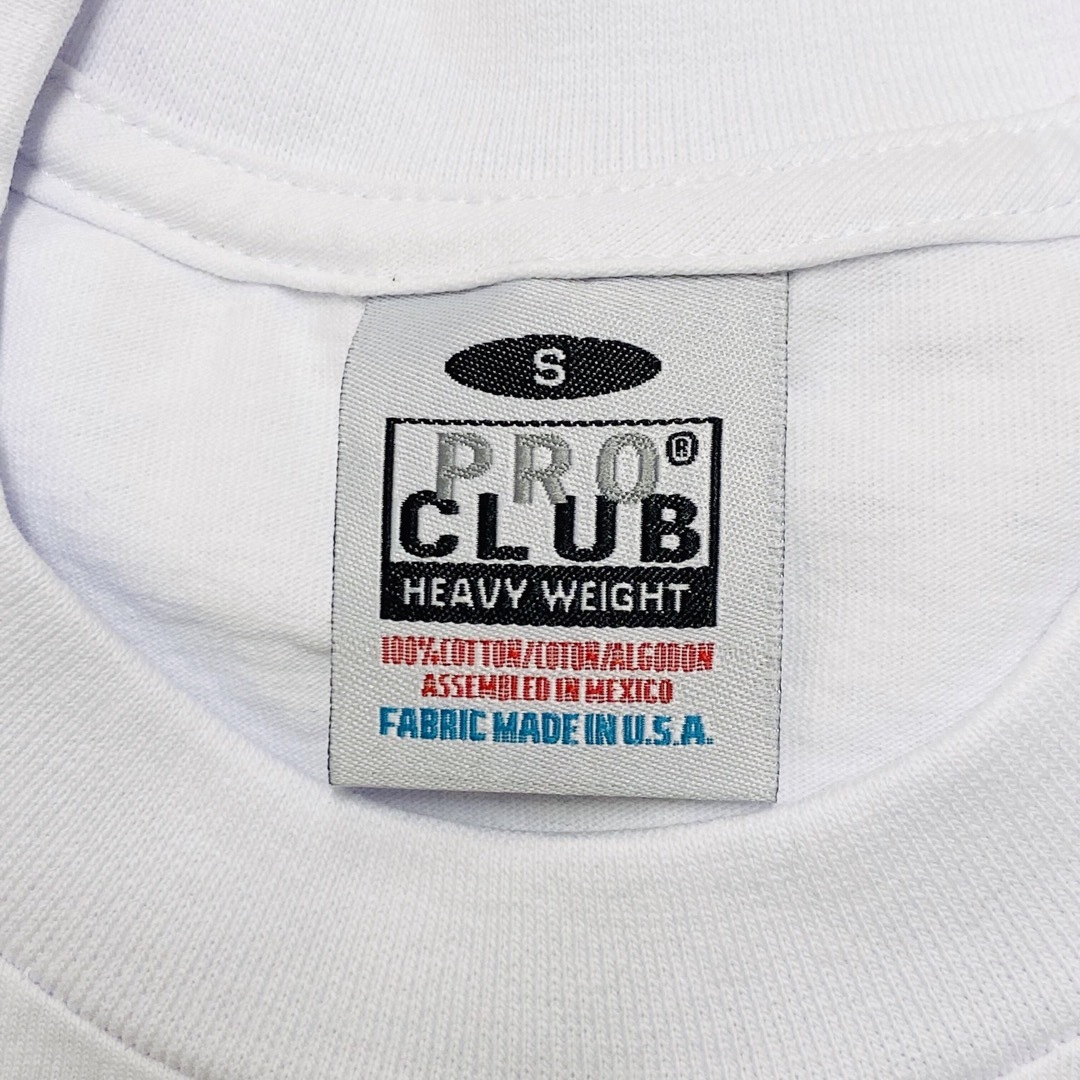 S
PRO®
CLUB
HEAVY WEIGHT
100%COTTON/COTON/ALGODON
ASSEMBLED IN MEXICO
FABRIC MADE IN U.S.A.